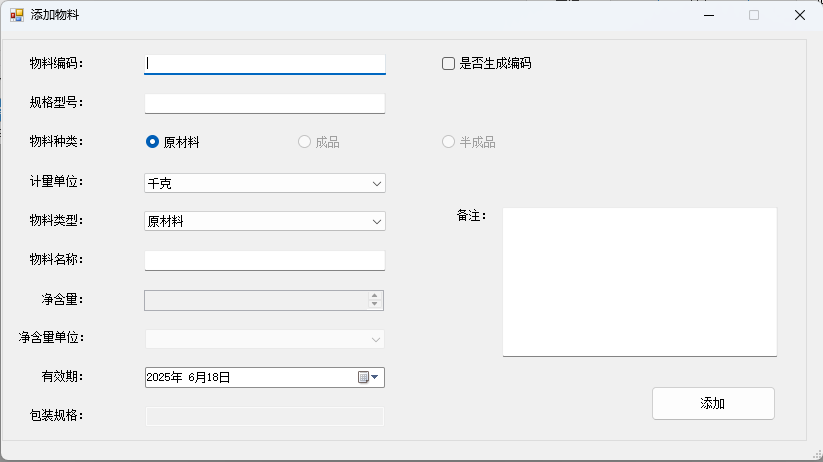 添加物料
物料编码： 是否生成编码
规格型号：
物料种类： 原材料 成品 半成品
计量单位： 千克
物料类型： 原材料
备注：
物料名称：
净含量：
净含量单位：
有效期： 2025年 6月18日
添加
包装规格：